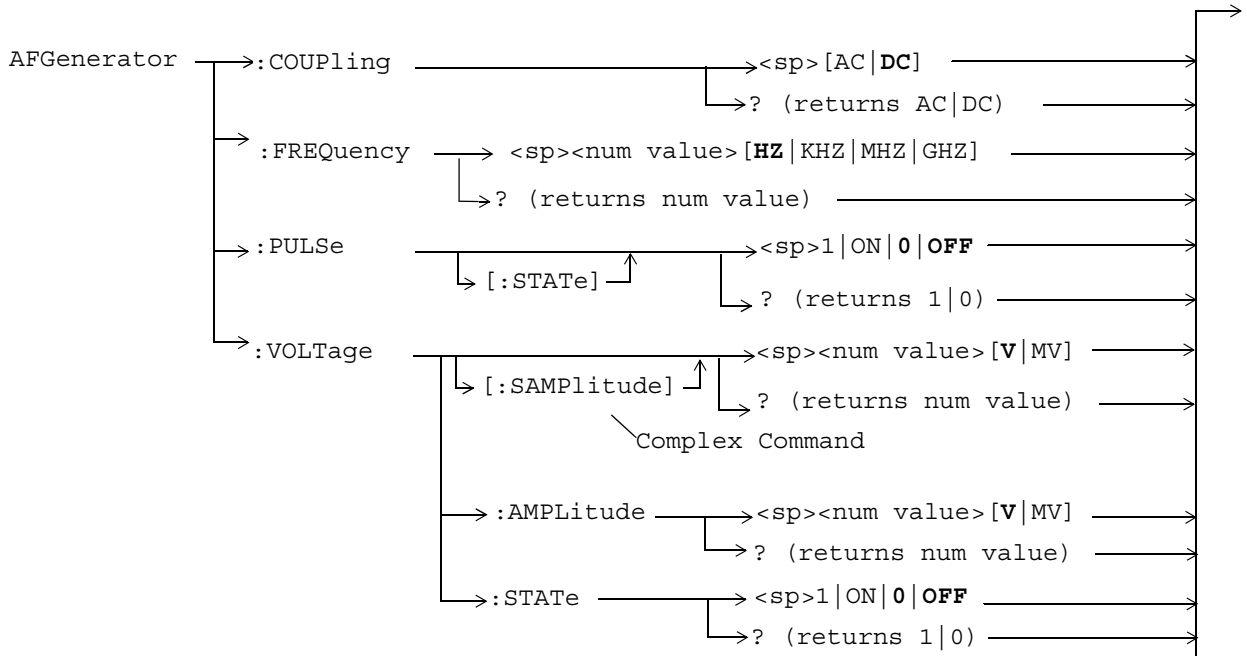 AFGenerator :COUPling <sp>[AC|DC]
? (returns AC|DC)
:FREQuency <sp><num value>[HZ|KHZ|MHZ|GHZ]
? (returns num value)
:PULSe <sp>1|ON|0|OFF
[:STATe]
? (returns 1|0)
:VOLTage <sp><num value>[V|MV]
[:SAMPlitude]
? (returns num value)
Complex Command
:AMPLitude <sp><num value>[V|MV]
? (returns num value)
:STATe <sp>1|ON|0|OFF
? (returns 1|0)